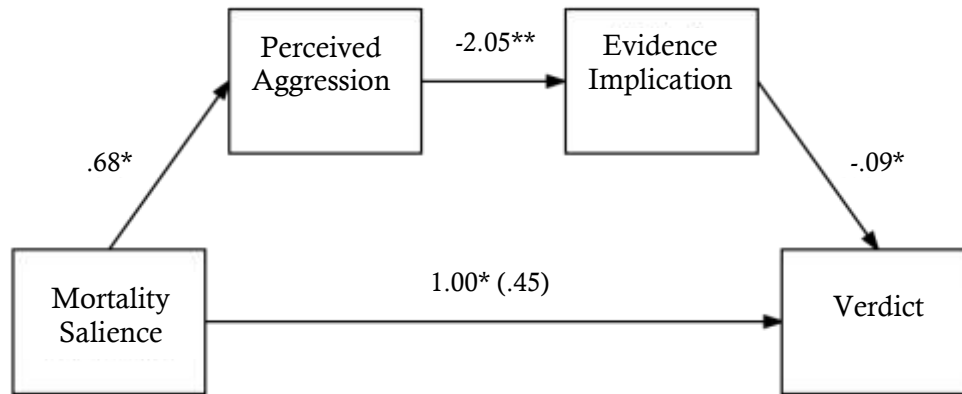 Perceived
Aggression
-2.05**
Evidence
Implication
.68*
-.09*
Mortality
Salience
1.00* (.45)
Verdict